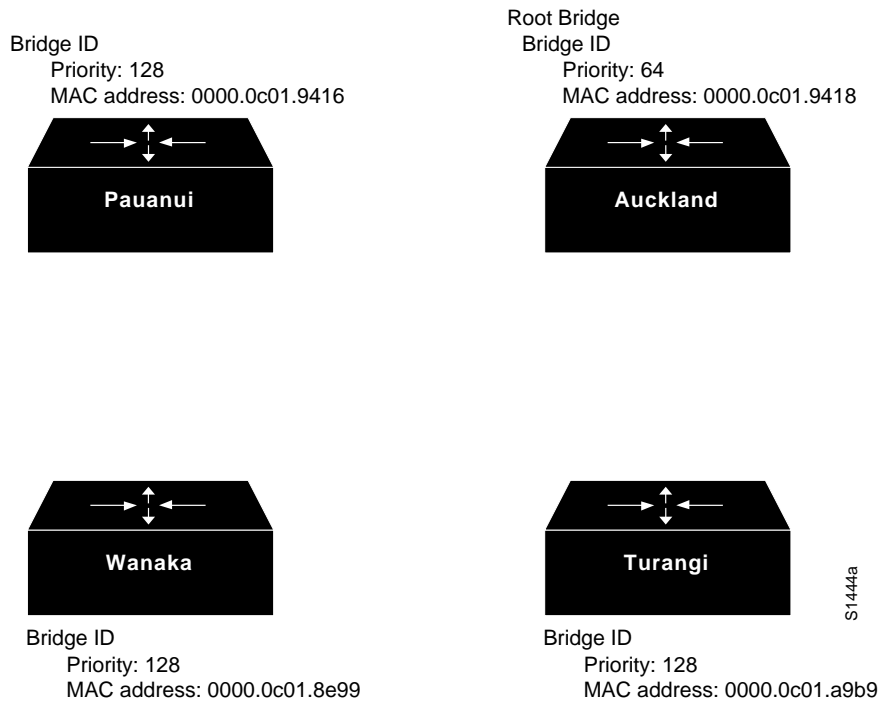 Bridge ID
Priority: 128
MAC address: 0000.0c01.9416
Pauanui
Root Bridge
Bridge ID
Priority: 64
MAC address: 0000.0c01.9418
Auckland
Wanaka
Bridge ID
Priority: 128
MAC address: 0000.0c01.8e99
Turangi
Bridge ID
Priority: 128
MAC address: 0000.0c01.a9b9
S1444a